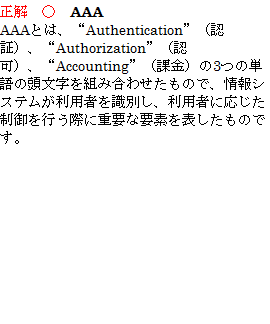 正解　〇　AAA
AAAとは、“Authentication”（認
証）、“Authorization”（認
可）、“Accounting”（課金）の3つの単
語の頭文字を組み合わせたもので、情報シ
ステムが利用者を識別し、利用者に応じた
制御を行う際に重要な要素を表したもので
す。